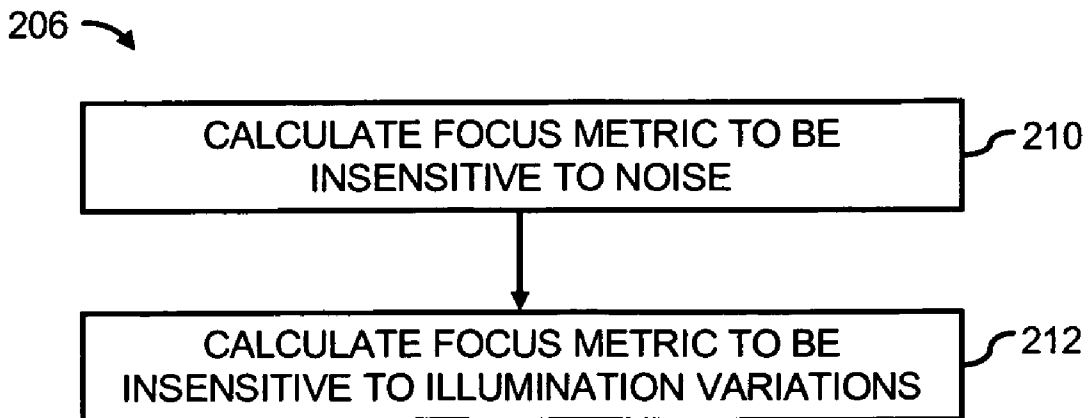 206
CALCULATE FOCUS METRIC TO BE
INSENSITIVE TO NOISE
210
CALCULATE FOCUS METRIC TO BE
INSENSITIVE TO ILLUMINATION VARIATIONS
212